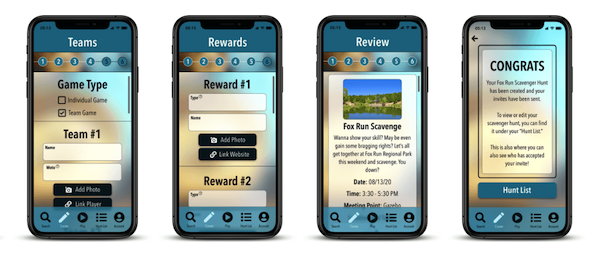 Teams
1 2 3 4 5 6
Game Type
Individual Game
Team Game
Team #1
Name
Add Photo
Link Player
Rewards
1 2 3 4 5 6
Reward #1
Type
Name
Add Photo
Link Website
Reward #2
Type
Review
1 2 3 4 5 6
Fox Run Scavenge
Wanna show your skill? May be even
gain some bragging rights? Let's all
get together at Fox Run Regional Park
this weekend and scavenge. You
down?
Date: 08/13/20
Time: 3:30 - 5:30 PM
Meeting Point: Gazebo
CONGRATS
Your Fox Run Scavenger Hunt
has been created and your
invites have been sent.
To view or edit your
scavenger hunt, you can find
it under your "Hunt List."
This is also where you can
also see who has accepted
your invite!
Hunt List